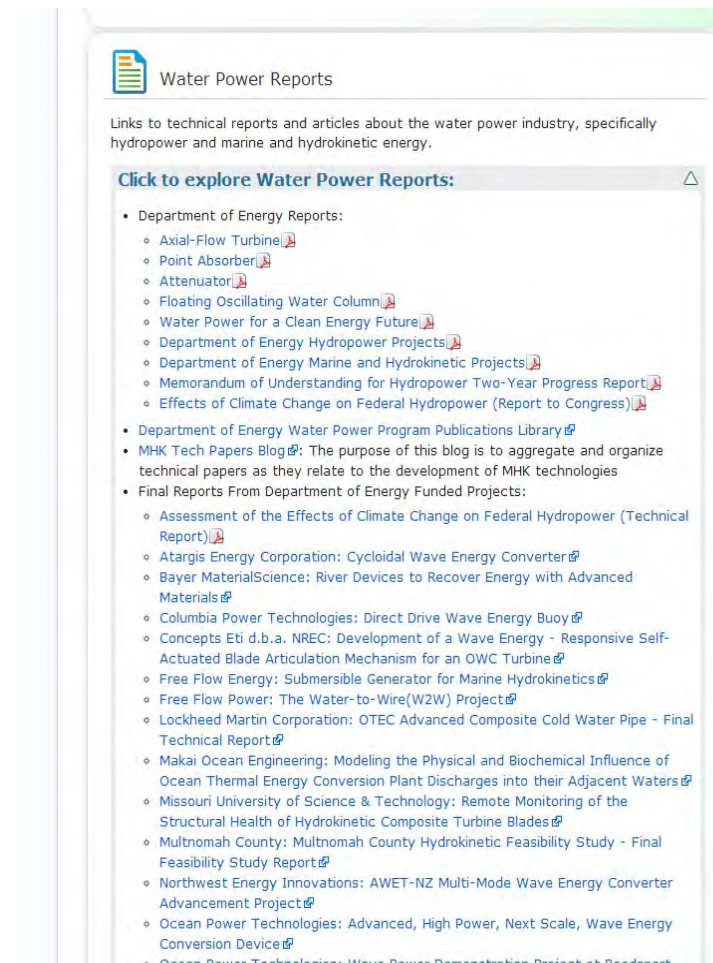 Water Power Reports
Links to technical reports and articles about the water power industry, specifically
hydropower and marine and hydrokinetic energy.
Click to explore Water Power Reports:
• Department of Energy Reports:
◦ Axial-Flow Turbine
◦ Point Absorber
◦ Attenuator
◦ Floating Oscillating Water Column
◦ Water Power for a Clean Energy Future
◦ Department of Energy Hydropower Projects
◦ Department of Energy Marine and Hydrokinetic Projects
◦ Memorandum of Understanding for Hydropower Two-Year Progress Report
◦ Effects of Climate Change on Federal Hydropower (Report to Congress)
• Department of Energy Water Power Program Publications Library
• MHK Tech Papers Blog: The purpose of this blog is to aggregate and organize
technical papers as they relate to the development of MHK technologies
• Final Reports From Department of Energy Funded Projects:
◦ Assessment of the Effects of Climate Change on Federal Hydropower (Technical
Report)
◦ Atargis Energy Corporation: Cycloidal Wave Energy Converter
◦ Bayer MaterialScience: River Devices to Recover Energy with Advanced
Materials
◦ Columbia Power Technologies: Direct Drive Wave Energy Buoy
◦ Concepts Eti d.b.a. NREC: Development of a Wave Energy - Responsive Self-
Actuated Blade Articulation Mechanism for an OWC Turbine
◦ Free Flow Energy: Submersible Generator for Marine Hydrokinetics
◦ Free Flow Power: The Water-to-Wire(W2W) Project
◦ Lockheed Martin Corporation: OTEC Advanced Composite Cold Water Pipe - Final
Technical Report
◦ Makai Ocean Engineering: Modeling the Physical and Biochemical Influence of
Ocean Thermal Energy Conversion Plant Discharges into their Adjacent Waters
◦ Missouri University of Science & Technology: Remote Monitoring of the
Structural Health of Hydrokinetic Composite Turbine Blades
◦ Multnomah County: Multnomah County Hydrokinetic Feasibility Study - Final
Feasibility Study Report
◦ Northwest Energy Innovations: AWET-NZ Multi-Mode Wave Energy Converter
Advancement Project
◦ Ocean Power Technologies: Advanced, High Power, Next Scale, Wave Energy
Conversion Device
◦ Ocean Power Technologies: Wave Power Demonstration Project at Reedsport